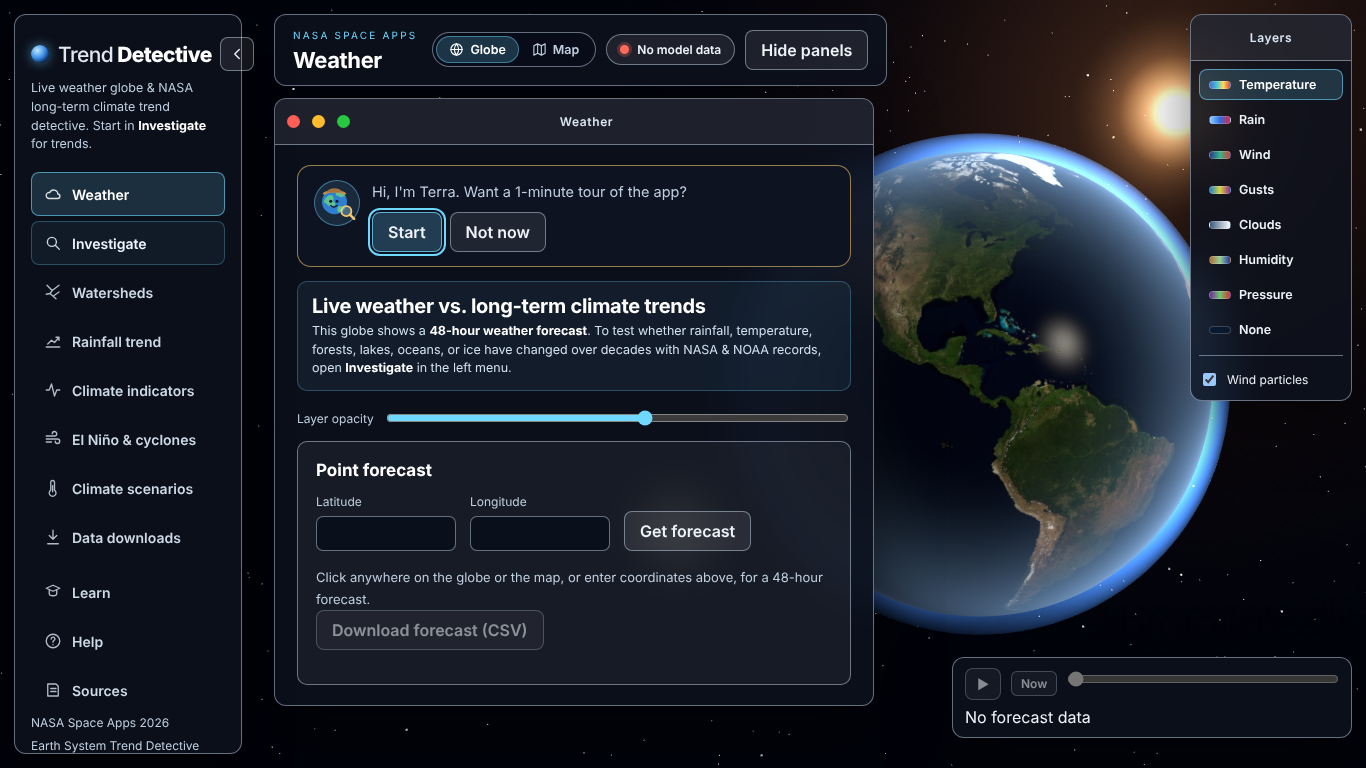 Trend Detective
Live weather globe & NASA
long-term climate trend
detective. Start in Investigate
for trends.
Weather
Investigate
Watersheds
Rainfall trend
Climate indicators
El Niño & cyclones
Climate scenarios
Data downloads
Learn
Help
Sources
NASA Space Apps 2026
Earth System Trend Detective
NASA SPACE APPS
Weather
Globe
Map
No model data
Hide panels
Weather
Hi, I'm Terra. Want a 1-minute tour of the app?
Start
Not now
Live weather vs. long-term climate trends
This globe shows a 48-hour weather forecast. To test whether rainfall, temperature,
forests, lakes, oceans, or ice have changed over decades with NASA & NOAA records,
open Investigate in the left menu.
Layer opacity
Point forecast
Latitude
Longitude
Get forecast
Click anywhere on the globe or the map, or enter coordinates above, for a 48-hour
forecast.
Download forecast (CSV)
Layers
Temperature
Rain
Wind
Gusts
Clouds
Humidity
Pressure
None
Wind particles
Now
No forecast data